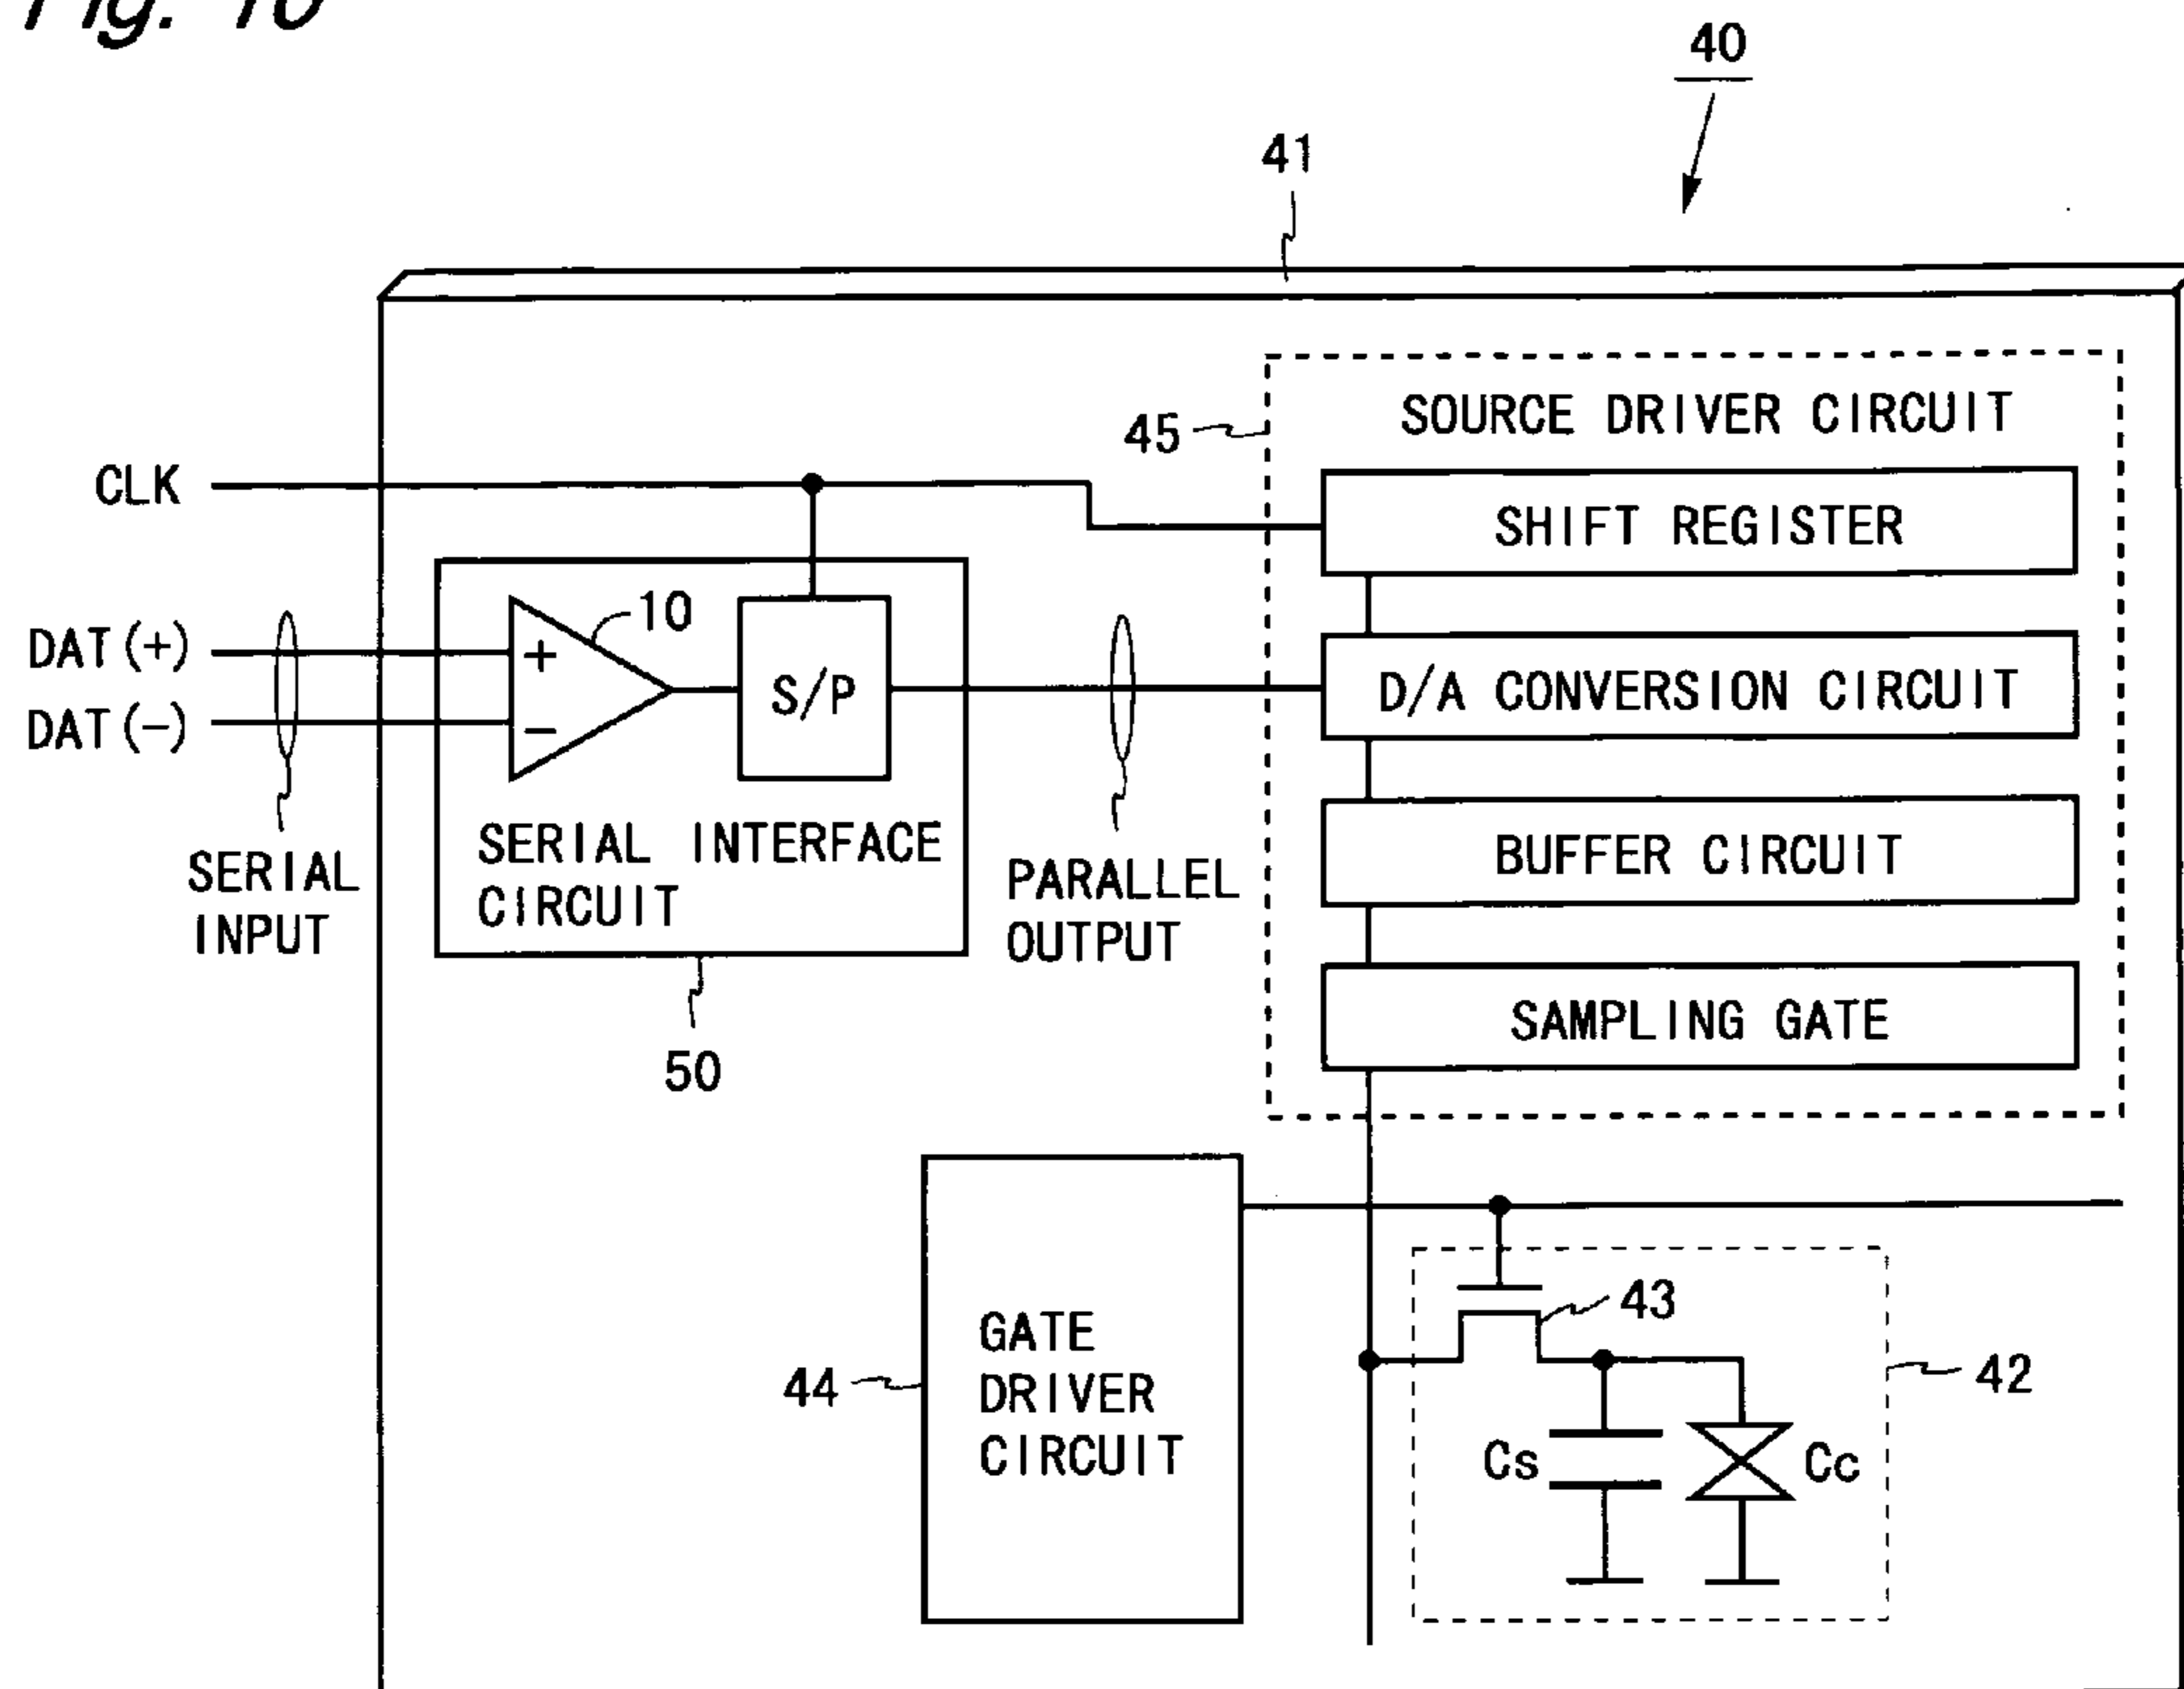 Fig.
40
41
SOURCE DRIVER CIRCUIT
45
CLK
SHIFT REGISTER
10
DAT(+)
+
S/P
D/A CONVERSION CIRCUIT
DAT(-)
-
SERIAL INTERFACE
CIRCUIT
BUFFER CIRCUIT
SERIAL
INPUT
PARALLEL
OUTPUT
SAMPLING GATE
50
43
GATE
DRIVER
CIRCUIT
44
42
Cs
Cc